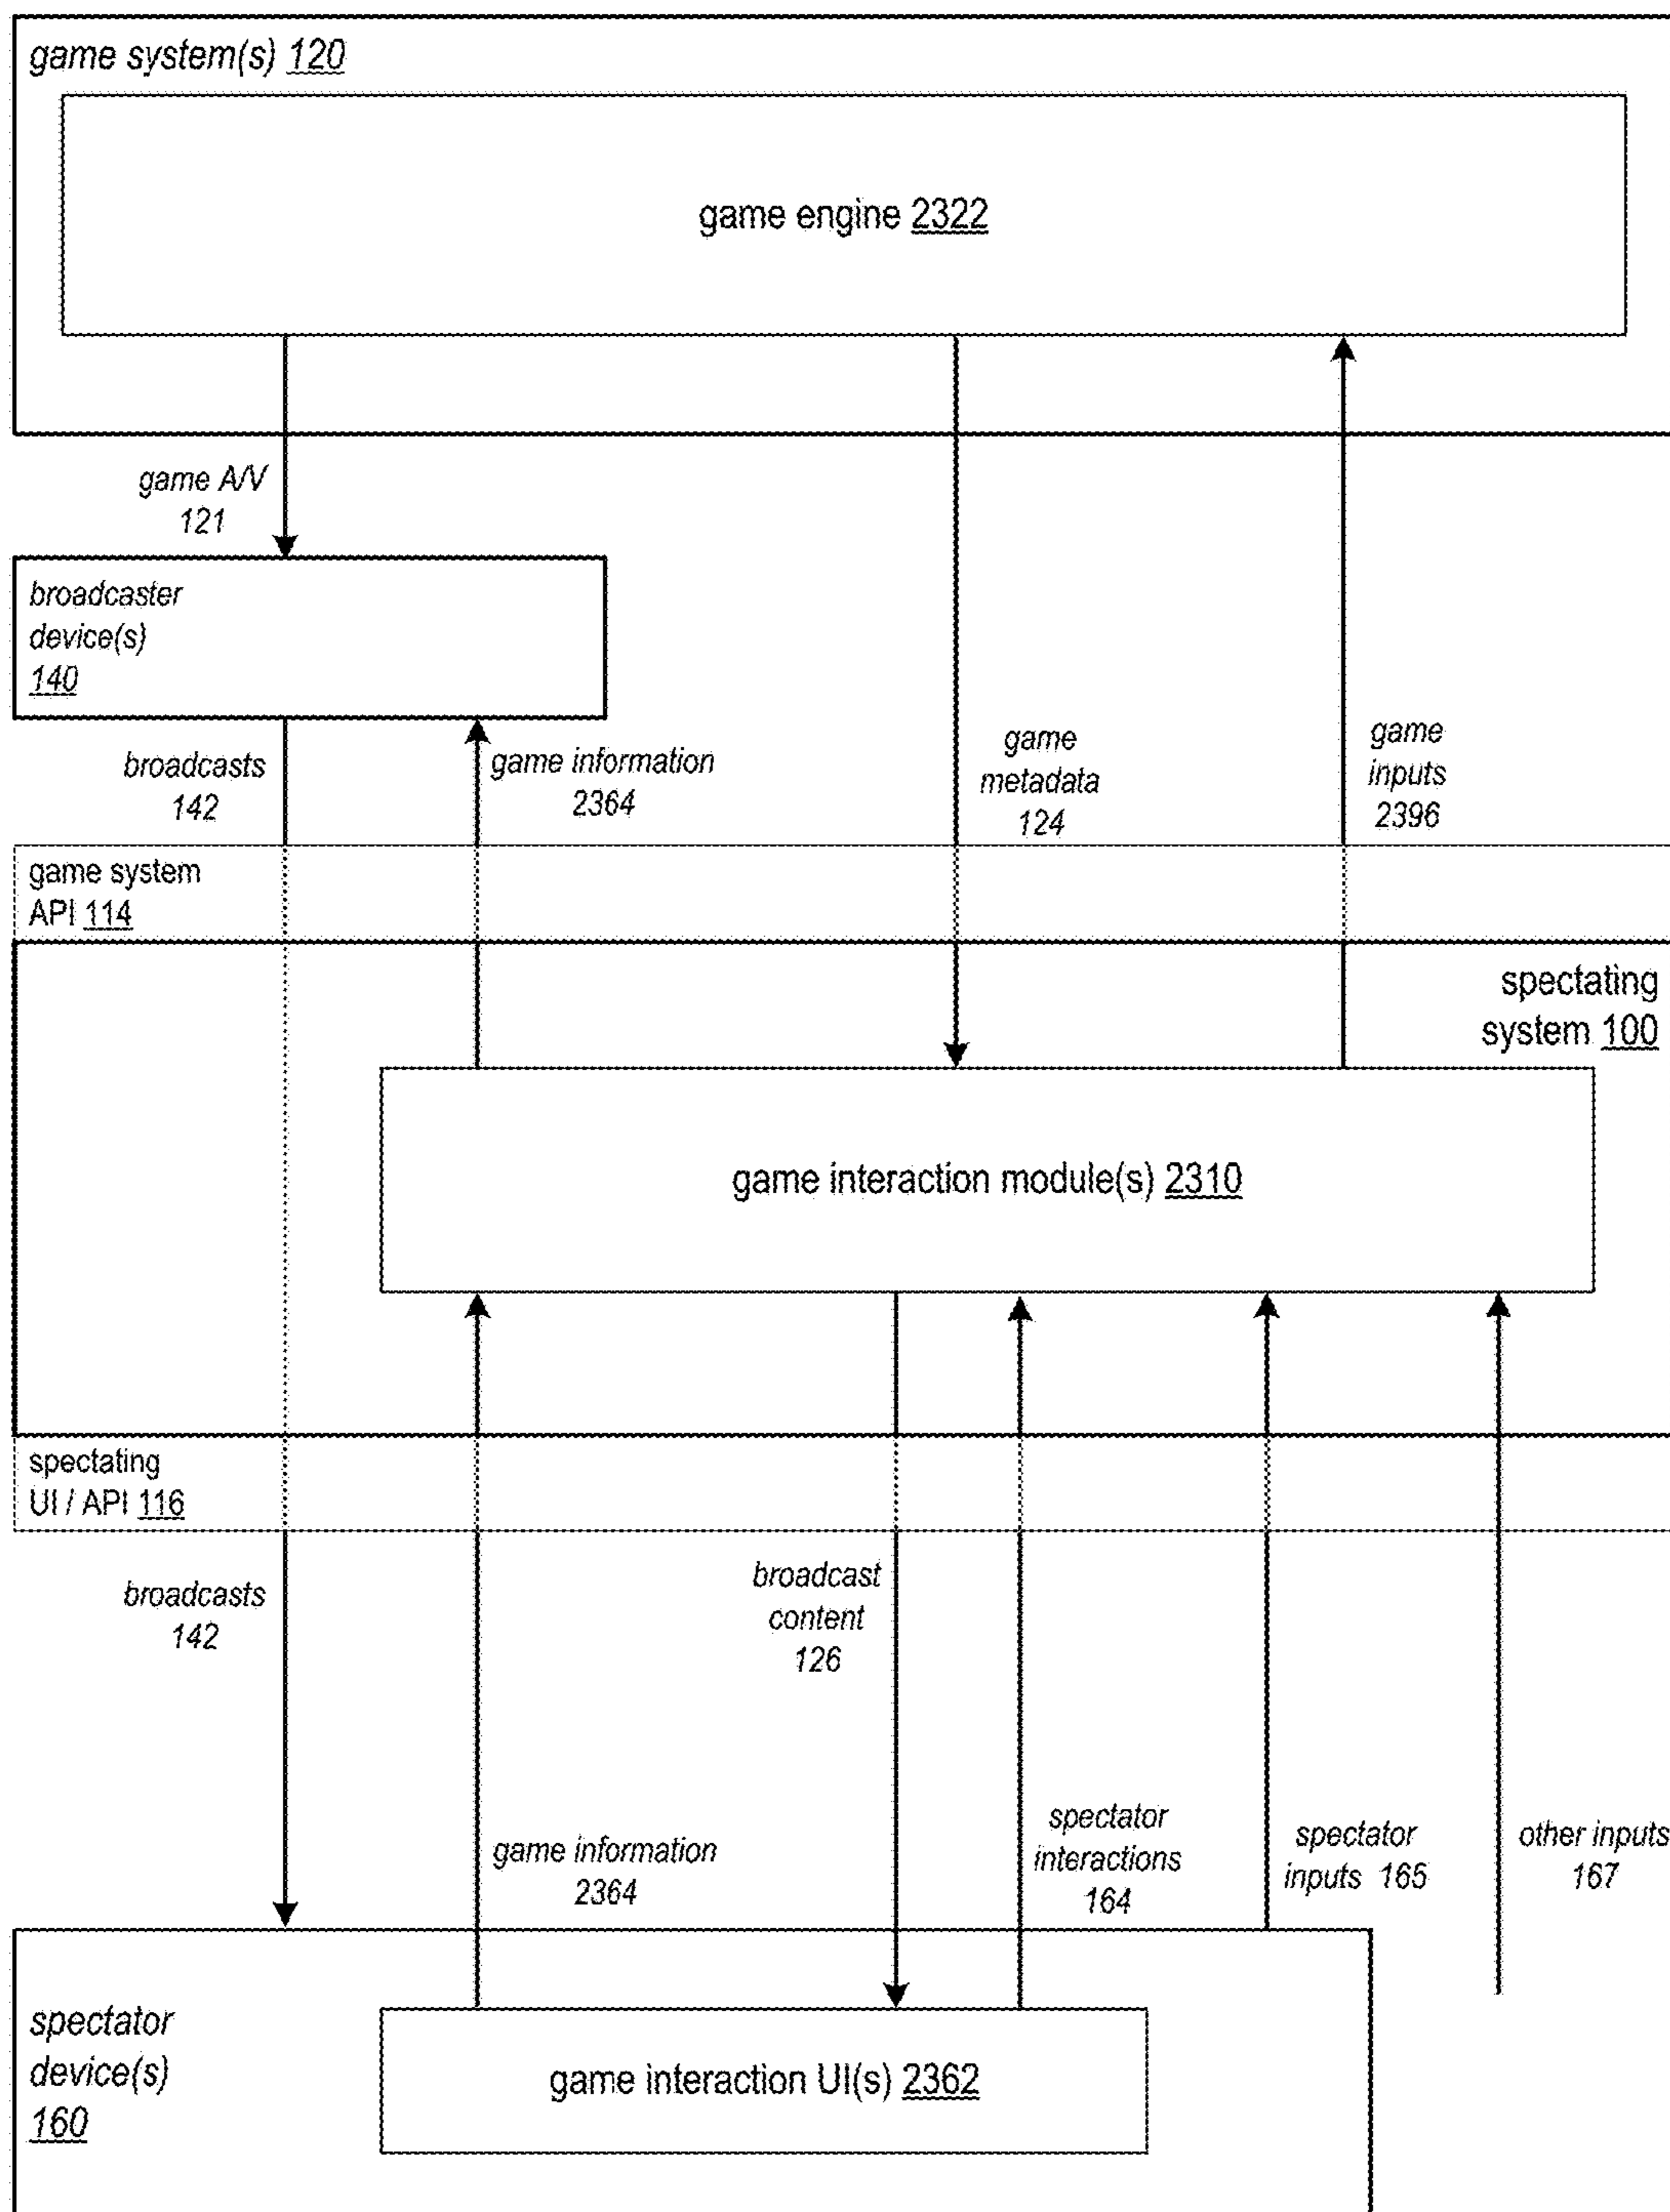 game system(s) 120
game engine 2322
game A/V
121
broadcaster
device(s)
140
broadcasts
142
game information
2364
game
metadata
124
game
inputs
2396
game system
API 114
spectating
system 100
game interaction module(s) 2310
spectating
UI / API 116
broadcasts
142
broadcast
content
126
game information
2364
spectator
interactions
164
spectator
inputs 165
other inputs
167
spectator
device(s)
160
game interaction UI(s) 2362